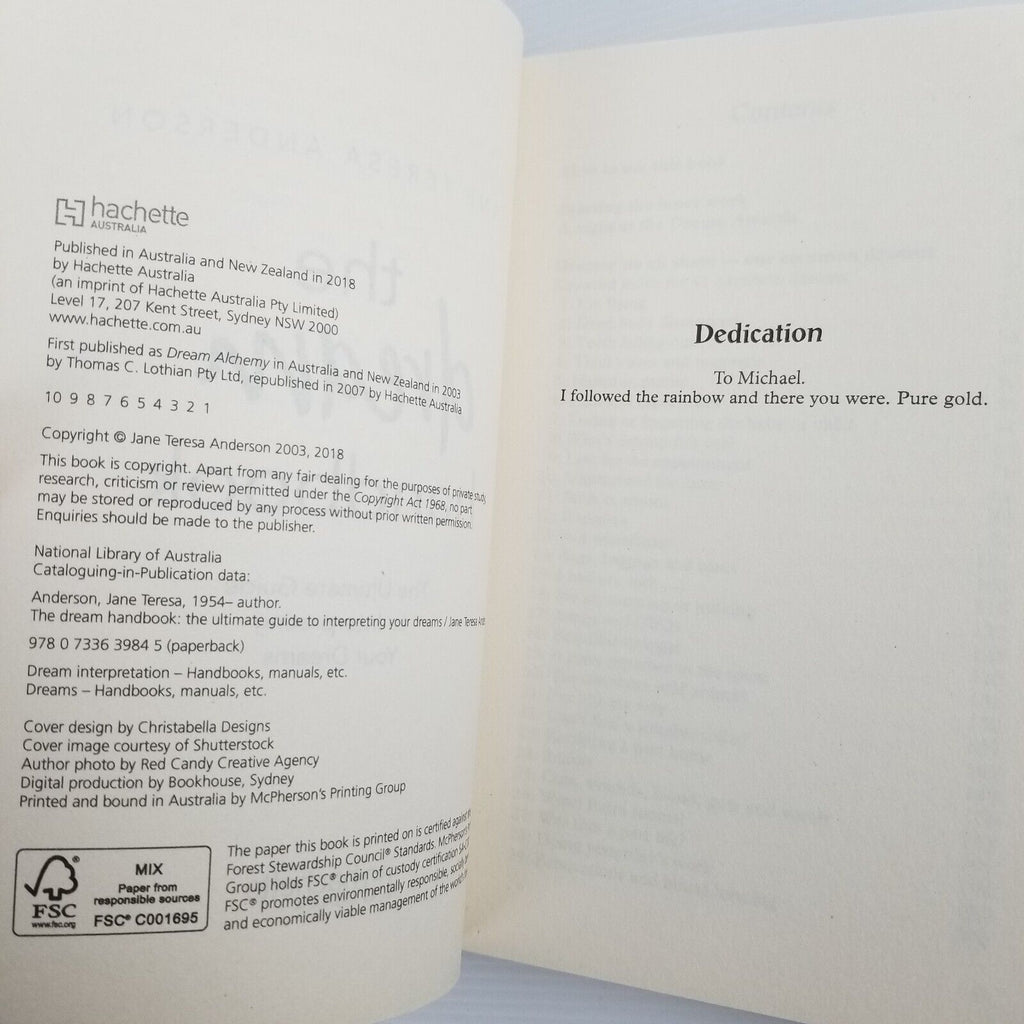 hachette
AUSTRALIA
Published in Australia and New Zealand in 2018
by Hachette Australia
(an imprint of Hachette Australia Pty Limited)
Level 17, 207 Kent Street, Sydney NSW 2000
www.hachette.com.au
First published as Dream Alchemy in Australia and New Zealand in 2003
by Thomas C. Lothian Pty Ltd, republished in 2007 by Hachette Australia
10 9 8 7 6 5 4 3 2 1
Copyright © Jane Teresa Anderson 2003, 2018
This book is copyright. Apart from any fair dealing for the purposes of private study,
research, criticism or review permitted under the Copyright Act 1968, no part
may be stored or reproduced by any process without prior written permission.
Enquiries should be made to the publisher.
National Library of Australia
Cataloguing-in-Publication data:
Anderson, Jane Teresa, 1954– author.
The dream handbook: the ultimate guide to interpreting your dreams / Jane Teresa
978 0 7336 3984 5 (paperback)
Dream interpretation – Handbooks, manuals, etc.
Dreams – Handbooks, manuals, etc.
Cover design by Christabella Designs
Cover image courtesy of Shutterstock
Author photo by Red Candy Creative Agency
Digital production by Bookhouse, Sydney
Printed and bound in Australia by McPherson's Printing Group
FSC
www.fsc.org
MIX
Paper from
responsible sources
FSC® C001695
The paper this book is printed on is certified against
Forest Stewardship Council® Standards. McPherson's
Group holds FSC® chain of custody certification
FSC® promotes environmentally responsible,
and economically viable management of the
Dedication
To Michael.
I followed the rainbow and there you were. Pure gold.